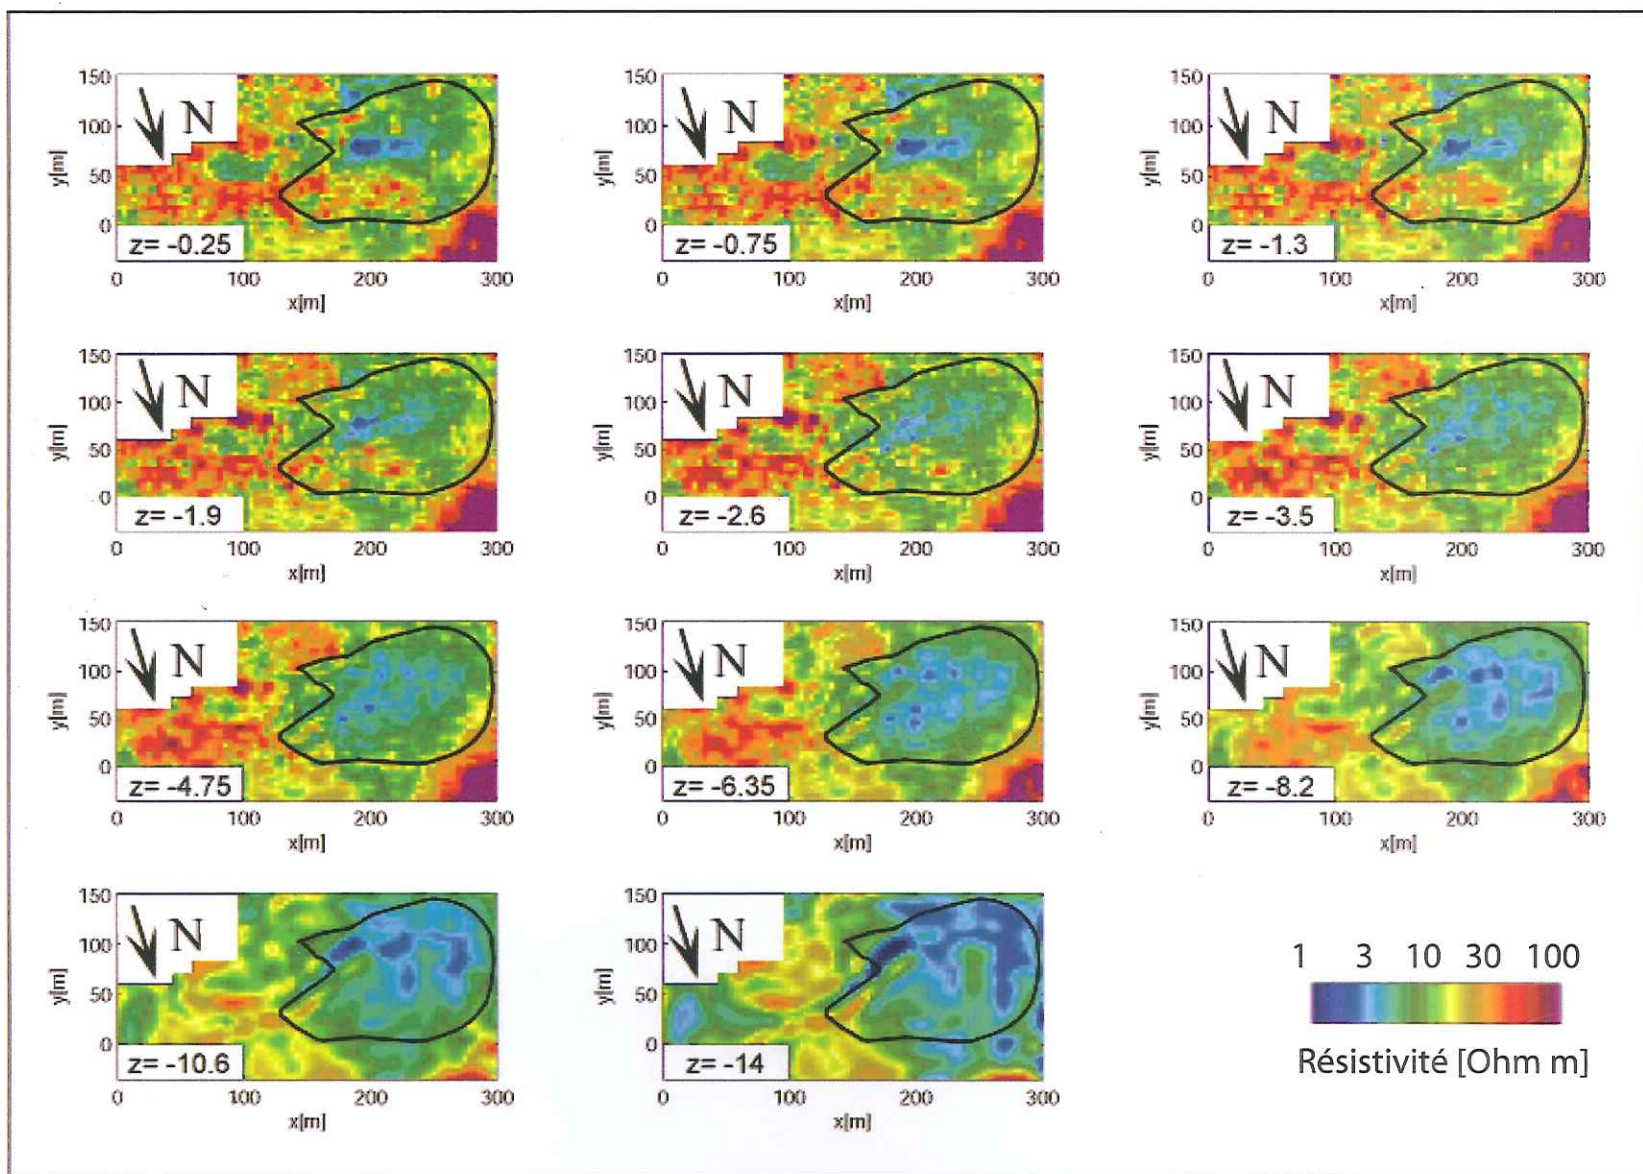 150
N
100
y[m]
50
0
z= -0.25
0 100 200 300
x[m]
150
N
100
y[m]
50
0
z= -0.75
0 100 200 300
x[m]
150
N
100
y[m]
50
0
z= -1.3
0 100 200 300
x[m]
150
N
100
y[m]
50
0
z= -1.9
0 100 200 300
x[m]
150
N
100
y[m]
50
0
z= -2.6
0 100 200 300
x[m]
150
N
100
y[m]
50
0
z= -3.5
0 100 200 300
x[m]
150
N
100
y[m]
50
0
z= -4.75
0 100 200 300
x[m]
150
N
100
y[m]
50
0
z= -6.35
0 100 200 300
x[m]
150
N
100
y[m]
50
0
z= -8.2
0 100 200 300
x[m]
150
N
100
y[m]
50
0
z= -10.6
0 100 200 300
x[m]
150
N
100
y[m]
50
0
z= -14
0 100 200 300
x[m]
1 3 10 30 100
Résistivité [Ohm m]